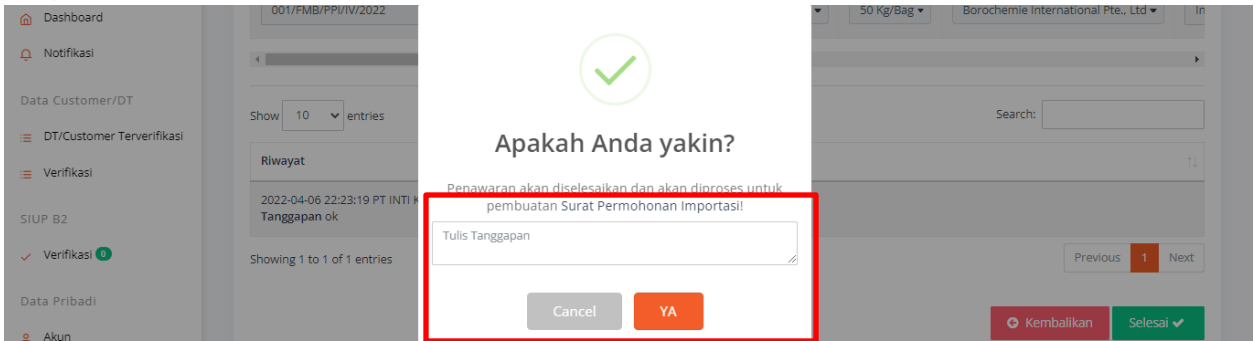 Dashboard
Notifikasi
Data Customer/DT
DT/Customer Terverifikasi
Verifikasi
SIUP B2
Verifikasi 0
Data Pribadi
Akun
001/FMB/PPI/IV/2022
50 Kg/Bag
Borochemie International Pte., Ltd
In
Show 10 entries
Search:
Riwayat
2022-04-06 22:23:19 PT INTI K
Tanggapan ok
Showing 1 to 1 of 1 entries
Previous 1 Next
Kembalikan
Selesai
Apakah Anda yakin?
Penawaran akan diselesaikan dan akan diproses untuk
pembuatan Surat Permohonan Importasi!
Tulis Tanggapan
Cancel
YA